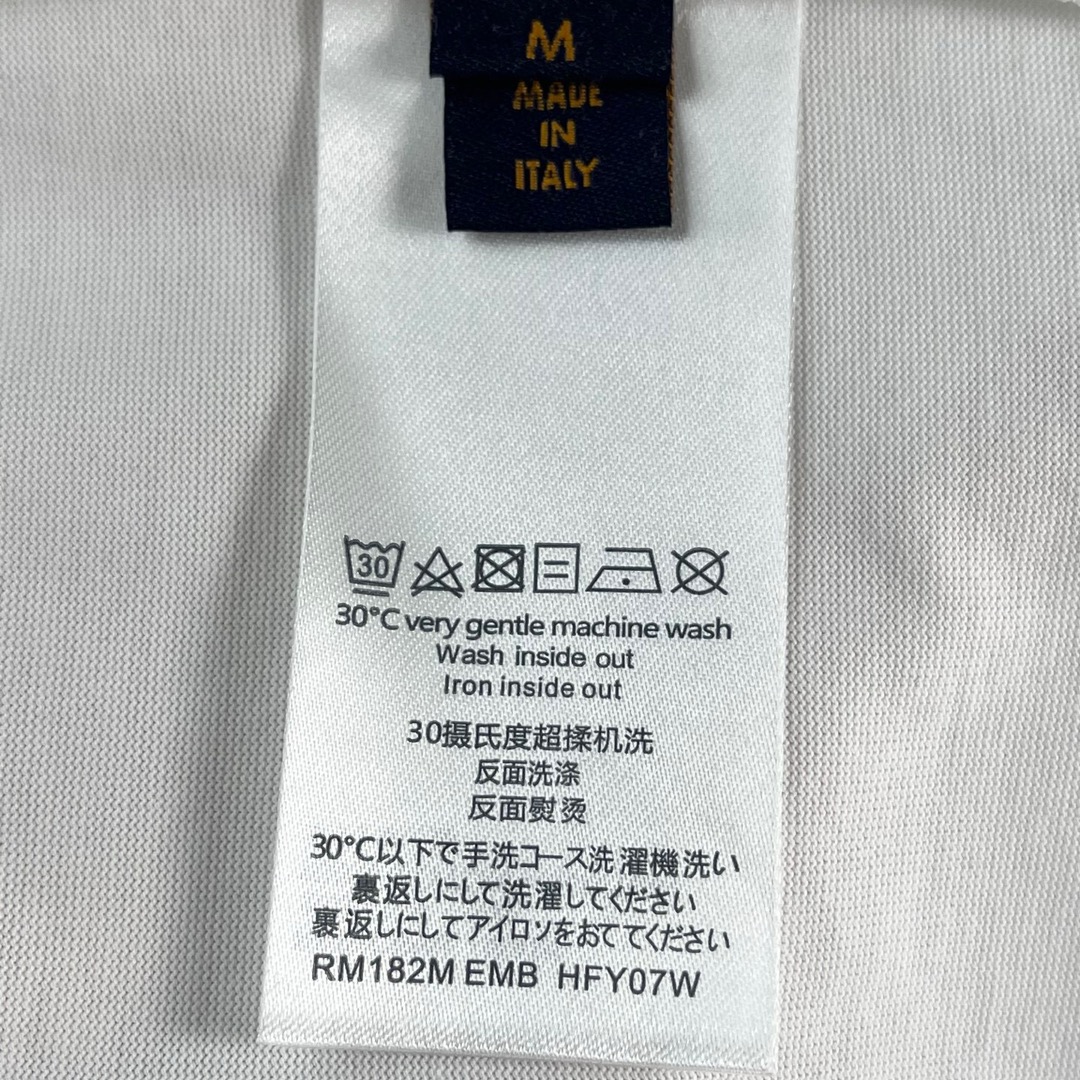 M
MADE
IN
ITALY
30
30°C very gentle machine wash
Wash inside out
Iron inside out
30摄氏度超揉机洗
反面洗涤
反面熨烫
30°C以下で手洗コース洗濯機洗い
裹返しにして洗濯してください
裹返しにしてアイロソをおててください
RM182M EMB HFY07W